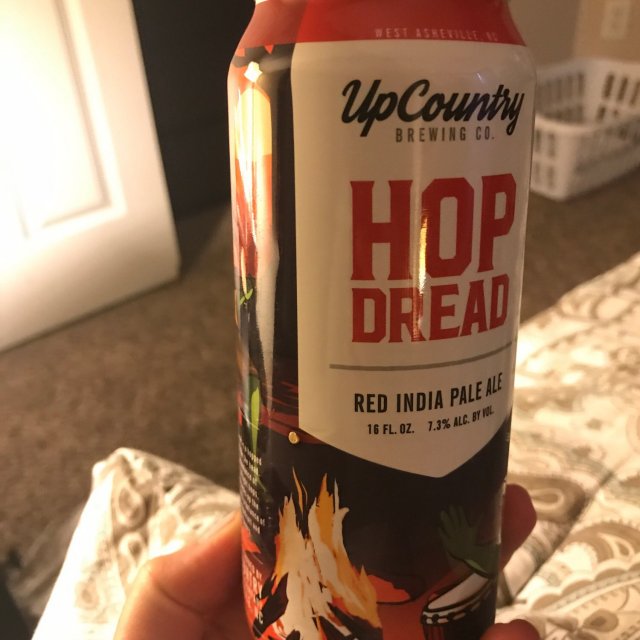 WEST ASHEVILLE, NC
UpCountry
BREWING CO.
HOP
DREAD
RED INDIA PALE ALE
16 FL. OZ. 7.3% ALC. BY VOL.